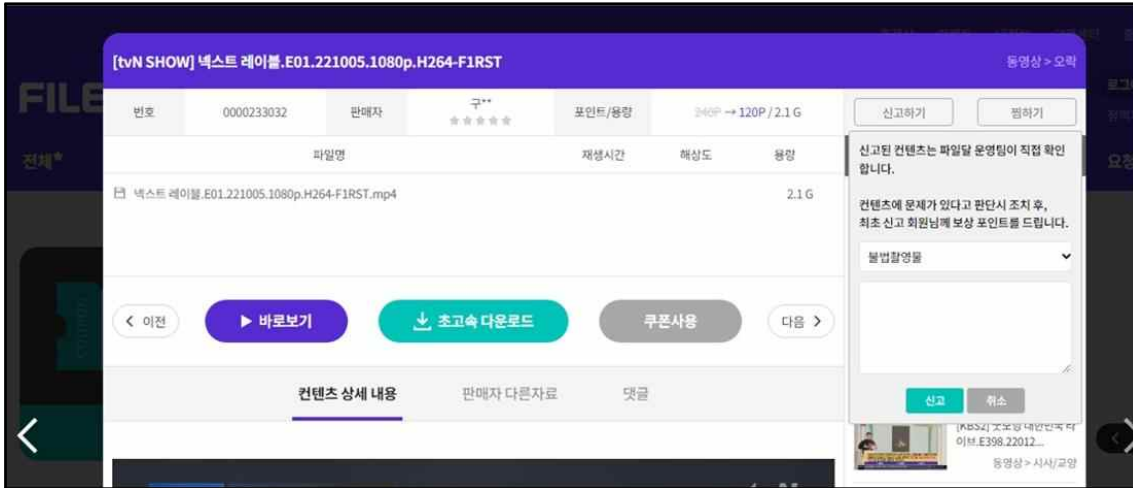 [tvN SHOW] 넥스트 레이블.E01.221005.1080p.H264-F1RST
동영상 > 오락
FILE
전체
번호 0000233032 판매자 구** ★★★★★ 포인트/용량 240P → 120P / 2.1 G
신고하기 찜하기
파일명 재생시간 해상도 용량
넥스트 레이블.E01.221005.1080p.H264-F1RST.mp4 2.1 G
신고된 컨텐츠는 파일달 운영팀이 직접 확인
합니다.
컨텐츠에 문제가 있다고 판단시 조치 후,
최초 신고 회원님께 보상 포인트를 드립니다.
불법촬영물
이전 바로보기 초고속 다운로드 쿠폰사용 다음
신고 취소
컨텐츠 상세 내용 판매자 다른자료 댓글
이브.E398.22012...
동영상 > 시사/교양